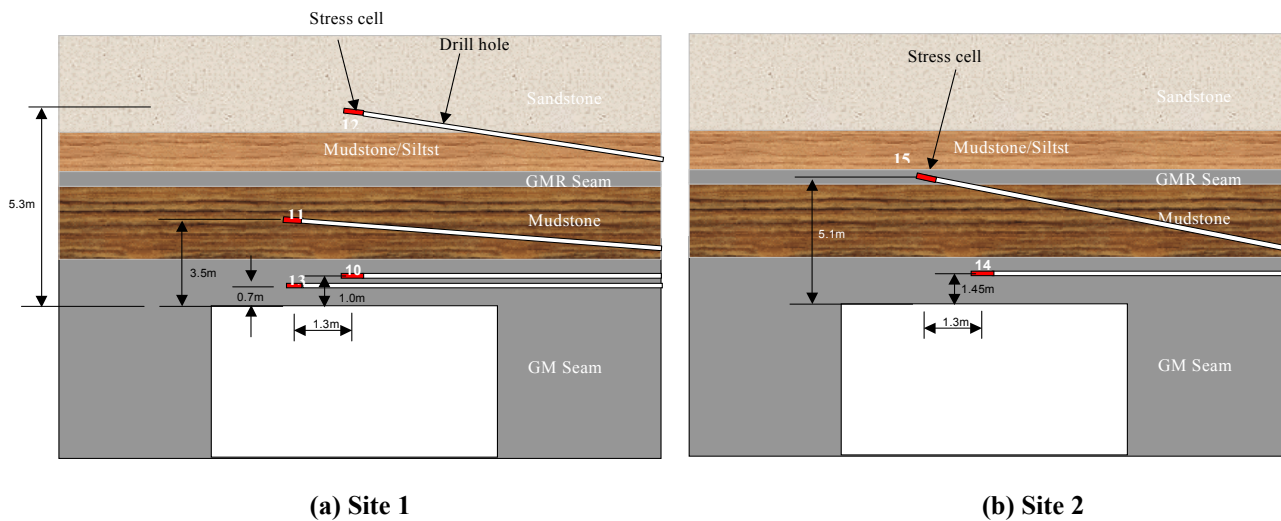 Stress cell
Drill hole
Sandstone
12
Mudstone/Siltst
GMR Seam
5.3m
11
Mudstone
3.5m
10
13
0.7m
1.0m
1.3m
GM Seam
(a) Site 1
Stress cell
Sandstone
15
Mudstone/Siltst
GMR Seam
Mudstone
5.1m
14
1.45m
1.3m
GM Seam
(b) Site 2